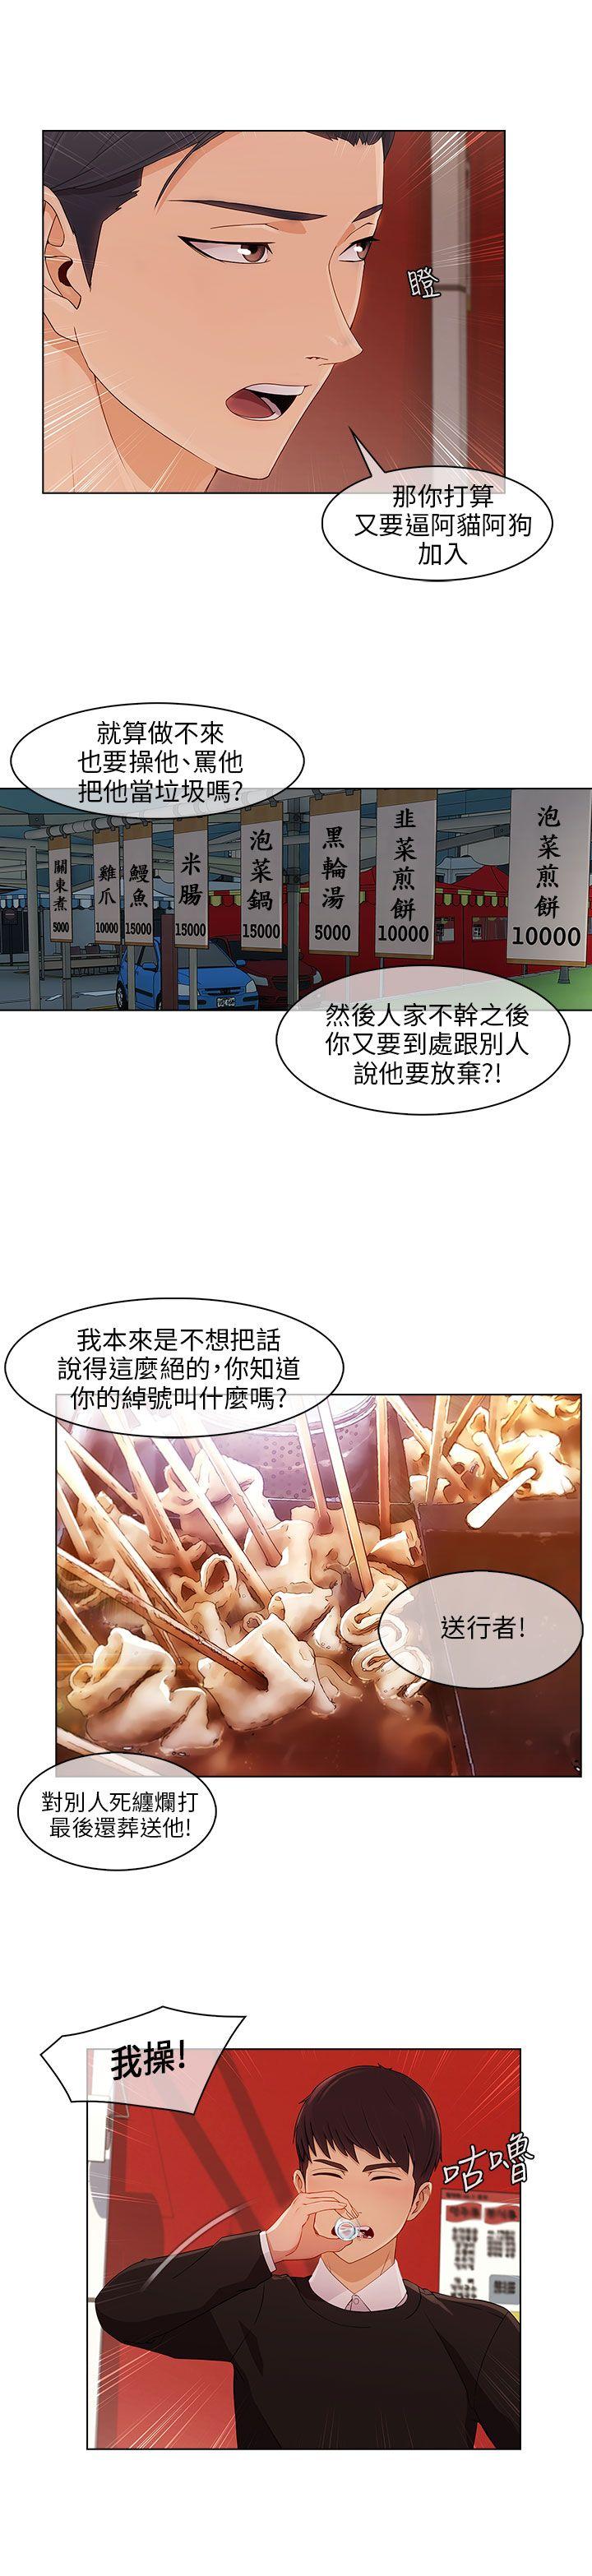 瞪
那你打算
又要逼阿貓阿狗
加入
就算做不來
也要操他、罵他
把他當垃圾嗎?
關東煮
5000
雞爪
10000
鰻魚
15000
米腸
15000
泡菜鍋
15000
黑輪湯
5000
韭菜煎餅
10000
泡菜煎餅
10000
然後人家不幹之後
你又要到處跟別人
說他要放棄?!
我本來是不想把話
說得這麼絕的,你知道
你的綽號叫什麼嗎?
送行者!
對別人死纏爛打
最後還葬送他!
我操!
咕嚕